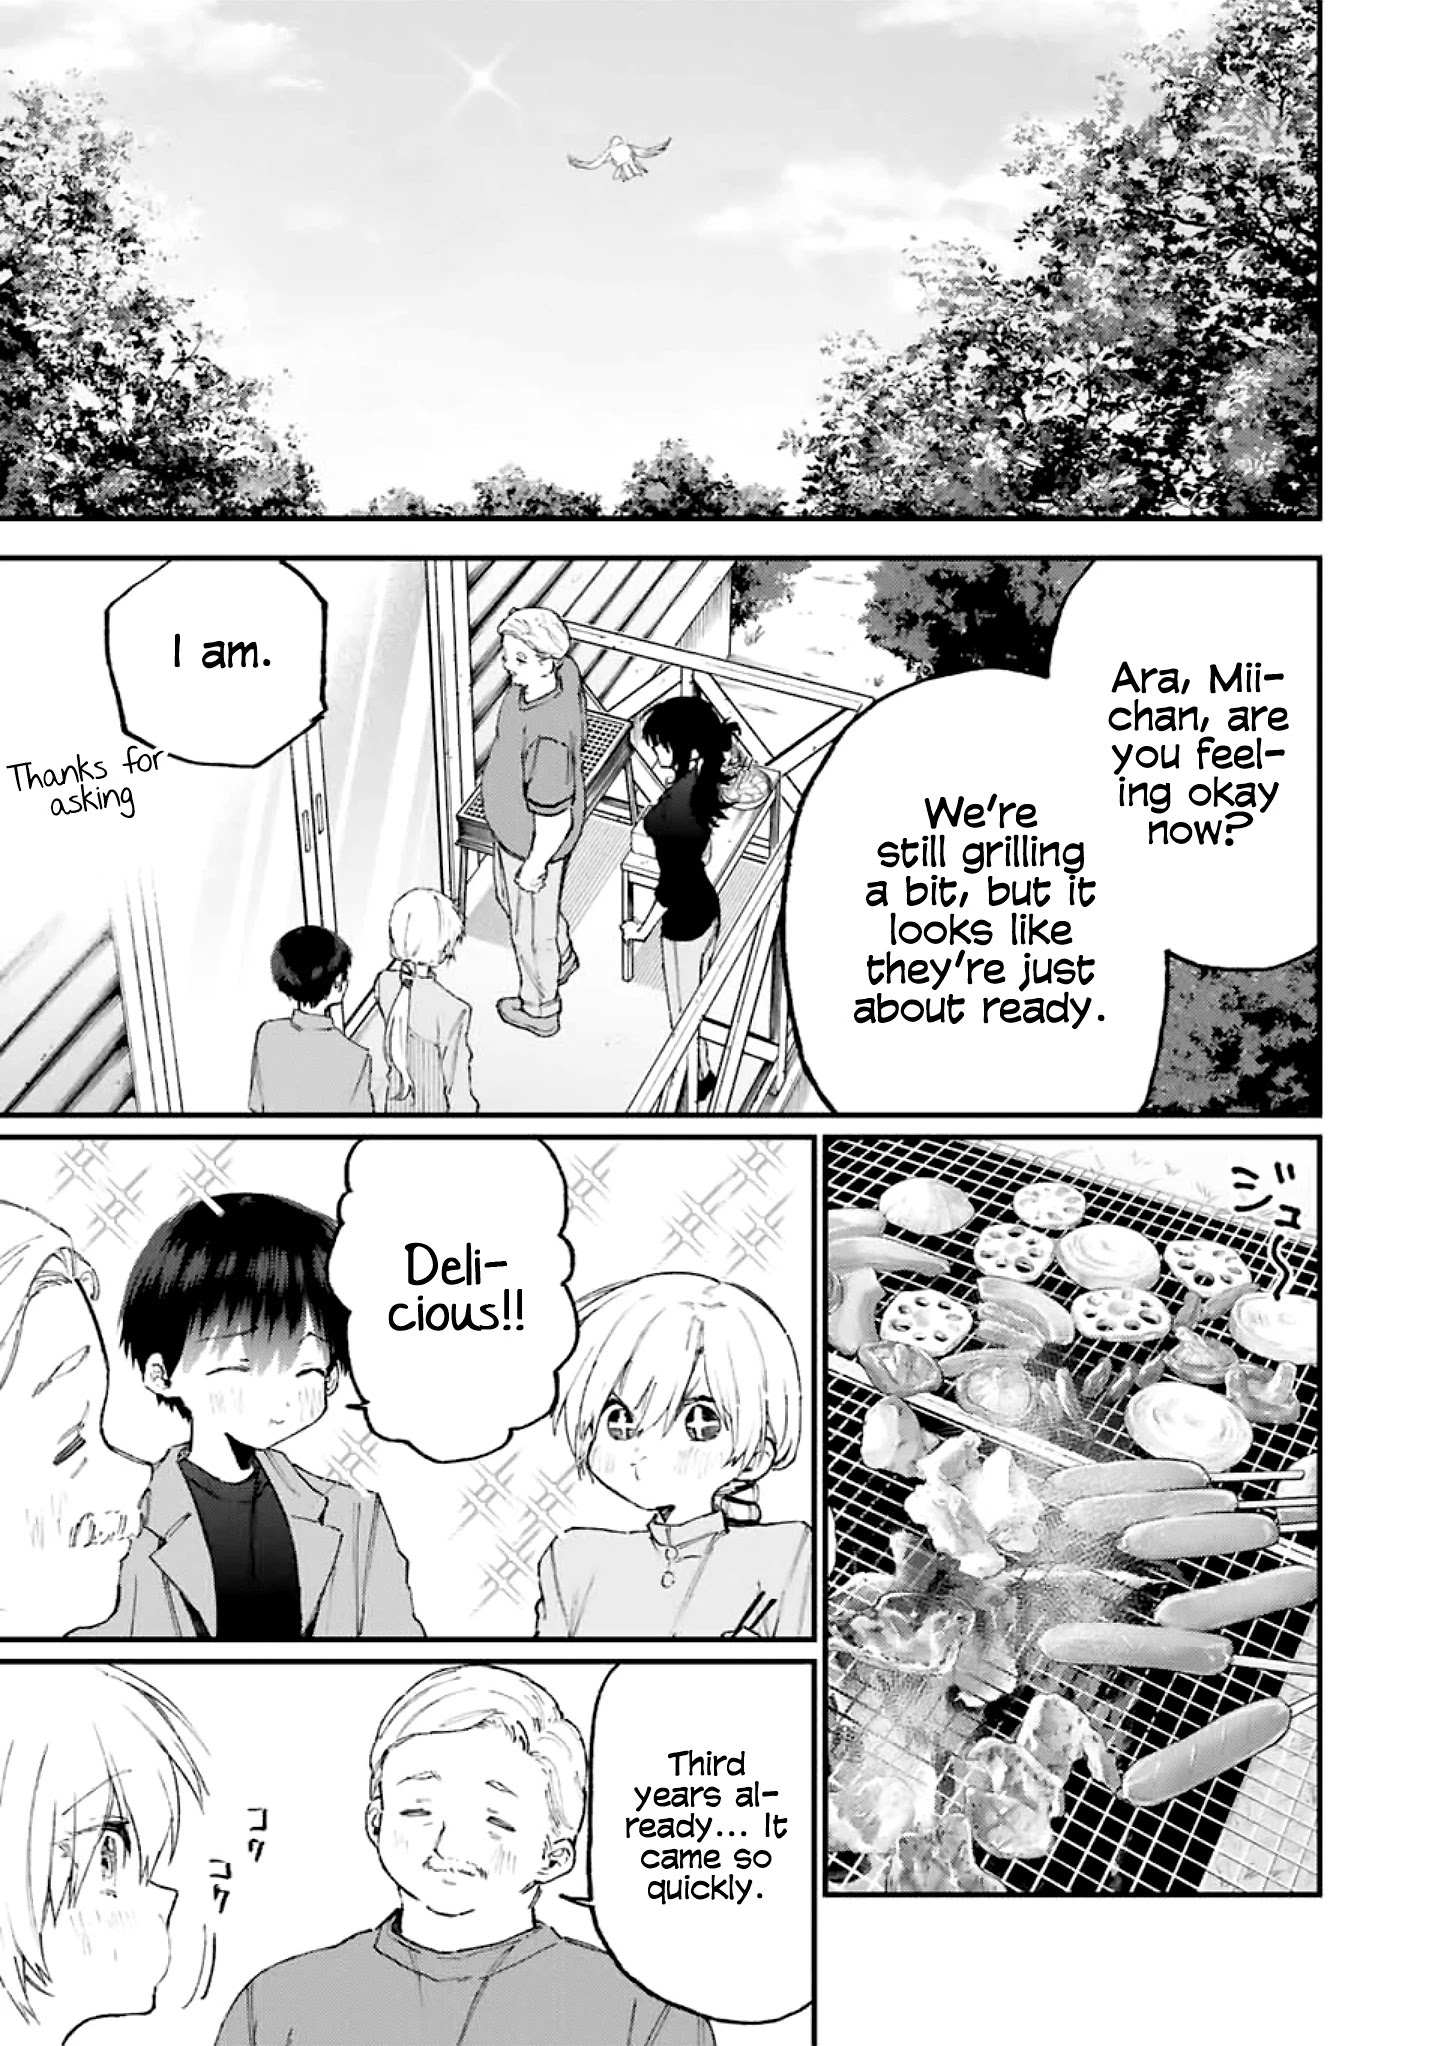 Ara, Mii-
chan, are
you feel-
ing okay
now?
We're
still grilling
a bit, but it
looks like
they're just
about ready.
I am.
Thanks for
asking
ジュ～
Deli-
cious!!
Third
years al-
ready... It
came so
quickly.
コク
コク